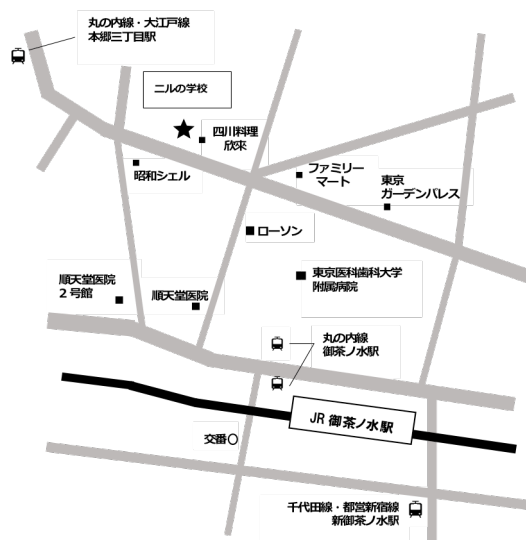 丸の内線・大江戸線
本郷三丁目駅
ニルの学校
四川料理
欣來
昭和シェル
ファミリー
マート
東京
ガーデンパレス
ローソン
東京医科歯科大学
附属病院
順天堂医院
2号館
順天堂医院
丸の内線
御茶ノ水駅
JR 御茶ノ水駅
交番
千代田線・都営新宿線
新御茶ノ水駅